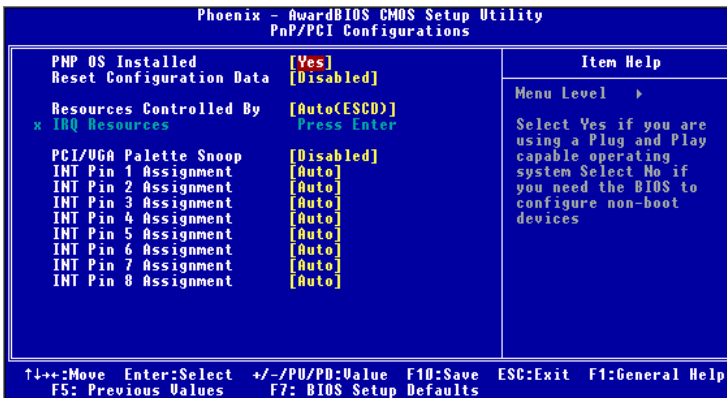 Phoenix - AwardBIOS CMOS Setup Utility
PnP/PCI Configurations
PNP OS Installed [Yes]
Reset Configuration Data [Disabled]
Resources Controlled By [Auto(ESCD)]
x IRQ Resources Press Enter
PCI/VGA Palette Snoop [Disabled]
INT Pin 1 Assignment [Auto]
INT Pin 2 Assignment [Auto]
INT Pin 3 Assignment [Auto]
INT Pin 4 Assignment [Auto]
INT Pin 5 Assignment [Auto]
INT Pin 6 Assignment [Auto]
INT Pin 7 Assignment [Auto]
INT Pin 8 Assignment [Auto]
Item Help
Menu Level ▸
Select Yes if you are
using a Plug and Play
capable operating
system Select No if
you need the BIOS to
configure non-boot
devices
↑↓→←:Move Enter:Select +/-/PU/PD:Value F10:Save ESC:Exit F1:General Help
F5: Previous Values F7: BIOS Setup Defaults